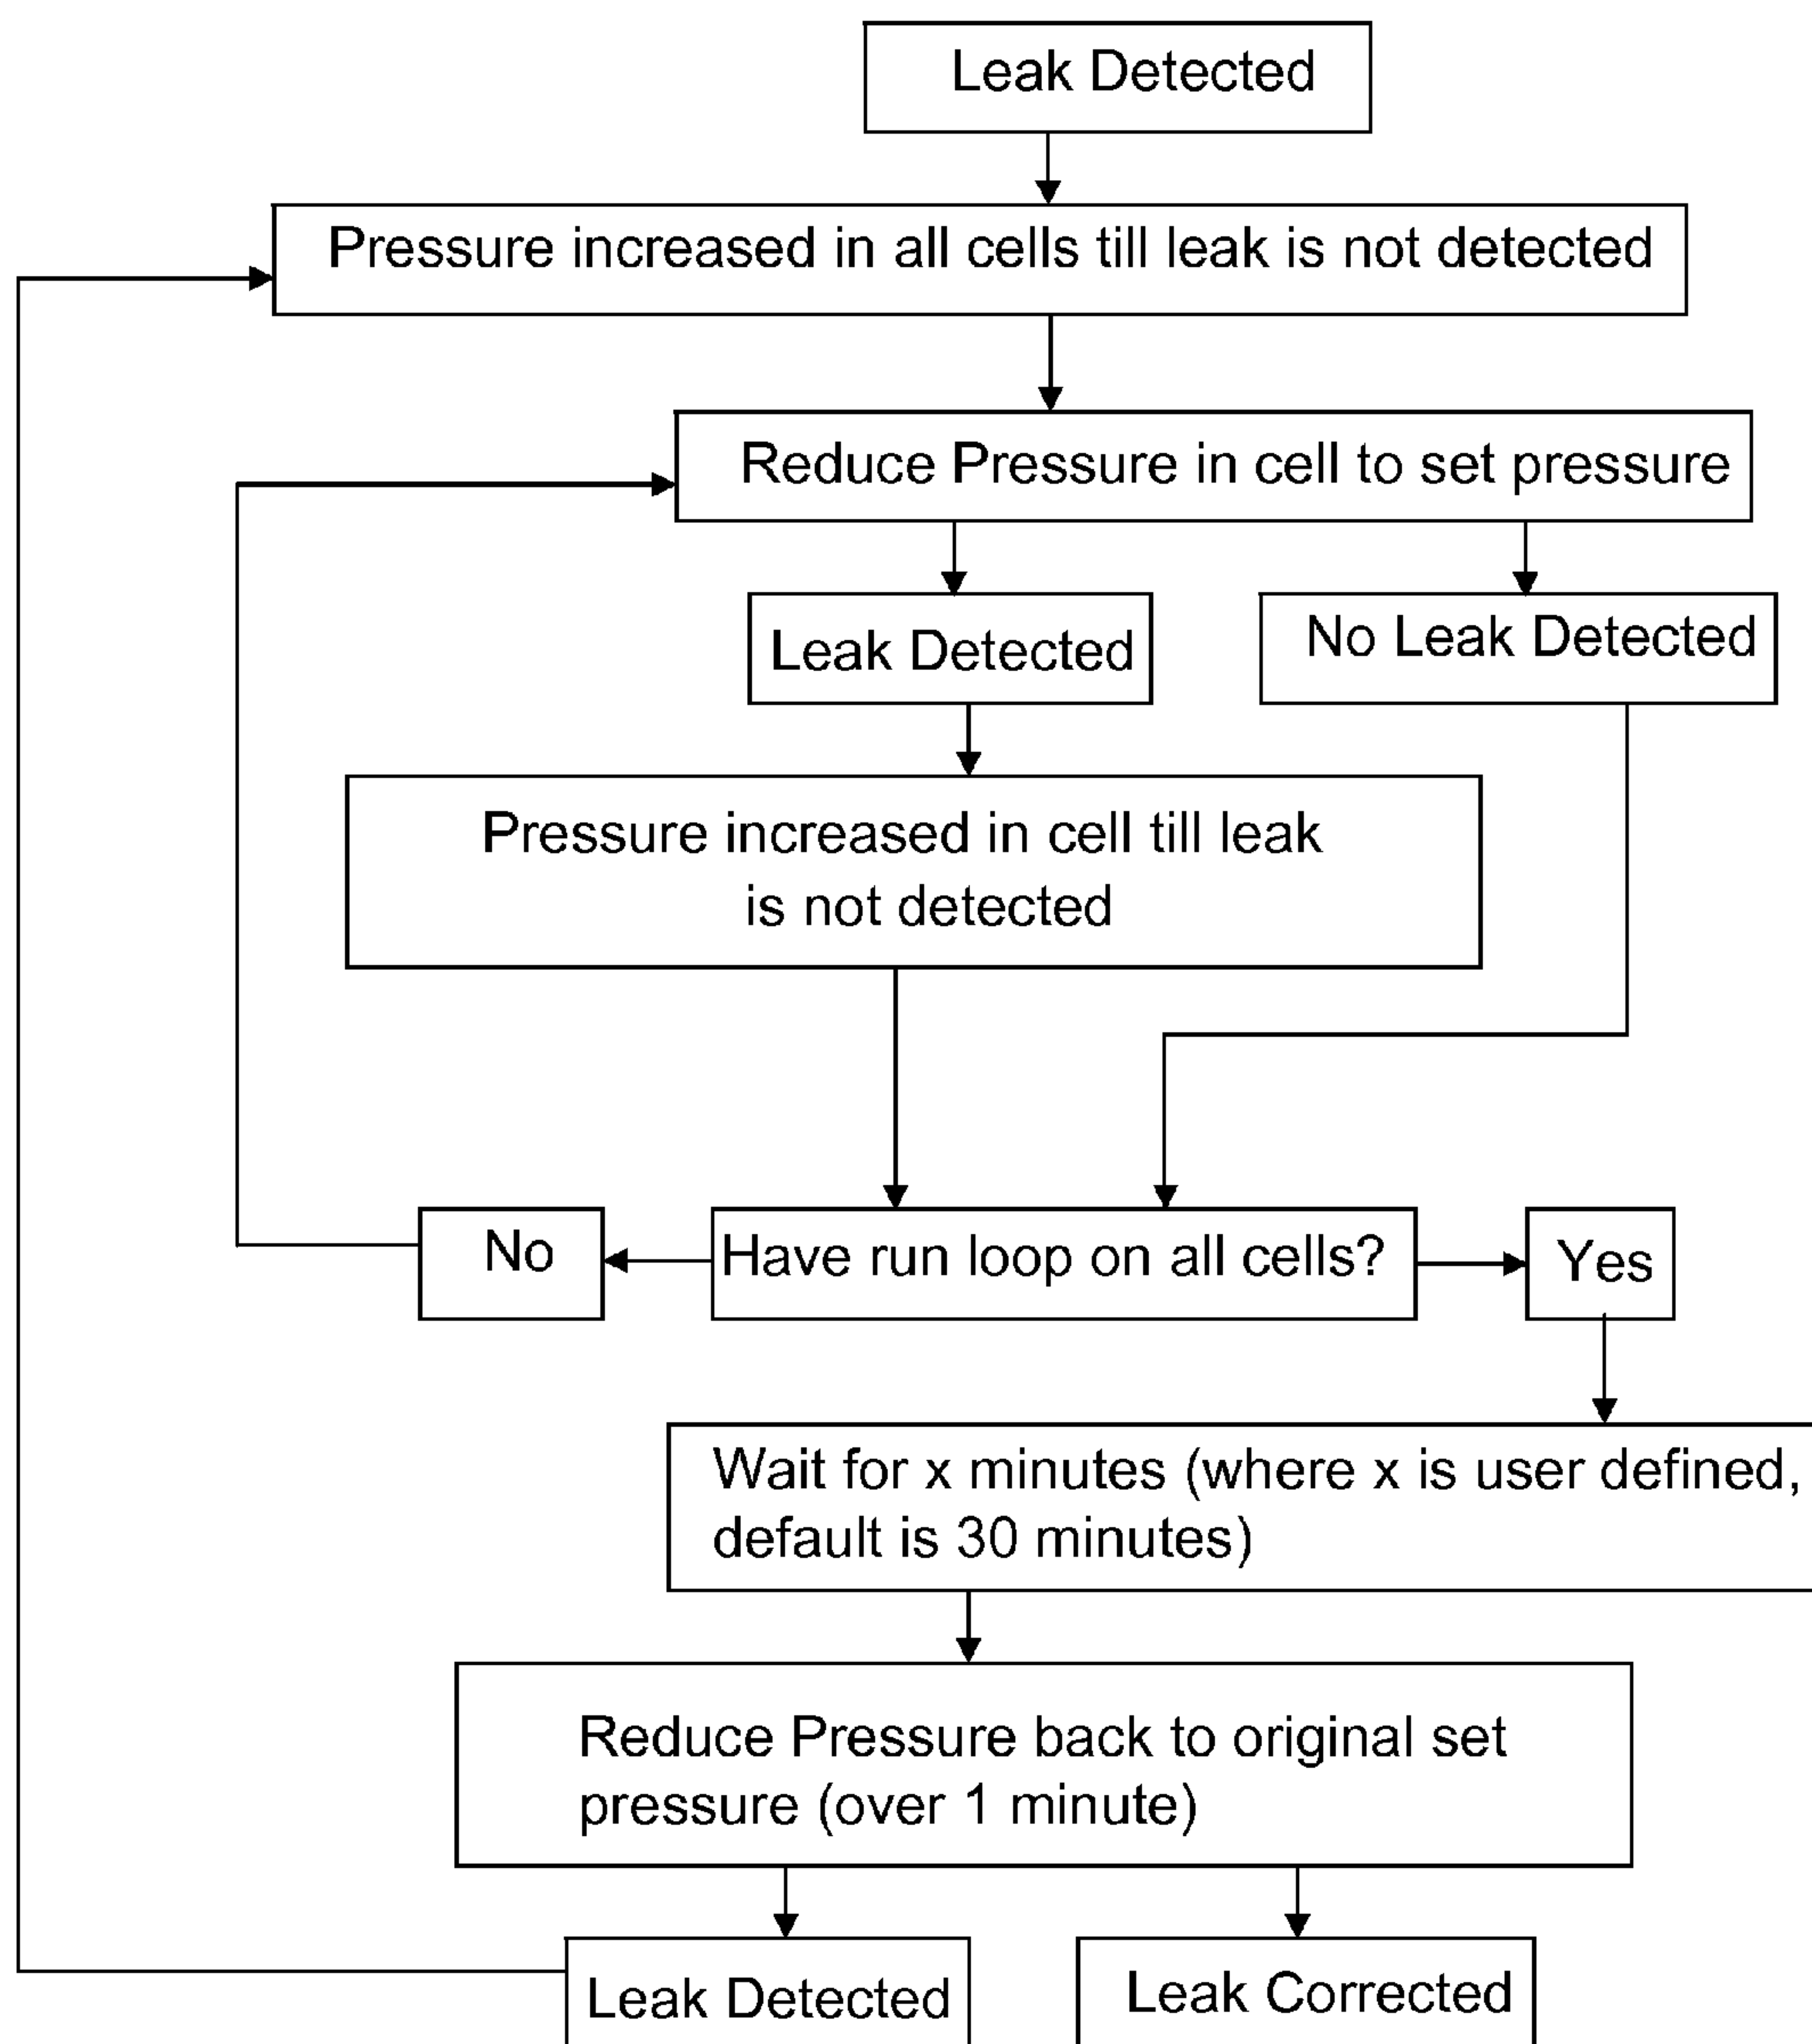 Leak Detected
Pressure increased in all cells till leak is not detected
Reduce Pressure in cell to set pressure
Leak Detected
No Leak Detected
Pressure increased in cell till leak
is not detected
No
Have run loop on all cells?
Yes
Wait for x minutes (where x is user defined,
default is 30 minutes)
Reduce Pressure back to original set
pressure (over 1 minute)
Leak Detected
Leak Corrected